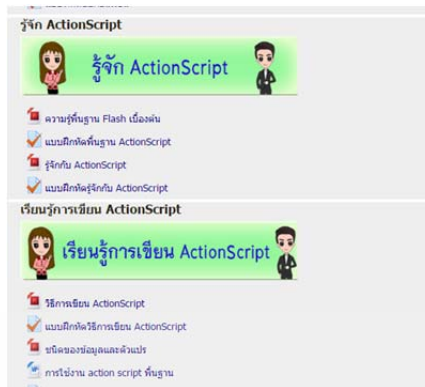 รู้จัก ActionScript
รู้จัก ActionScript
ความรู้พื้นฐาน Flash เบื้องต้น
แบบฝึกหัดพื้นฐาน ActionScript
รู้จักกับ ActionScript
แบบฝึกหัดรู้จักกับ ActionScript
เรียนรู้การเขียน ActionScript
เรียนรู้การเขียน ActionScript
วิธีการเขียน ActionScript
แบบฝึกหัดวิธีการเขียน ActionScript
ชนิดของข้อมูลและตัวแปร
การใช่งาน action script พื้นฐาน